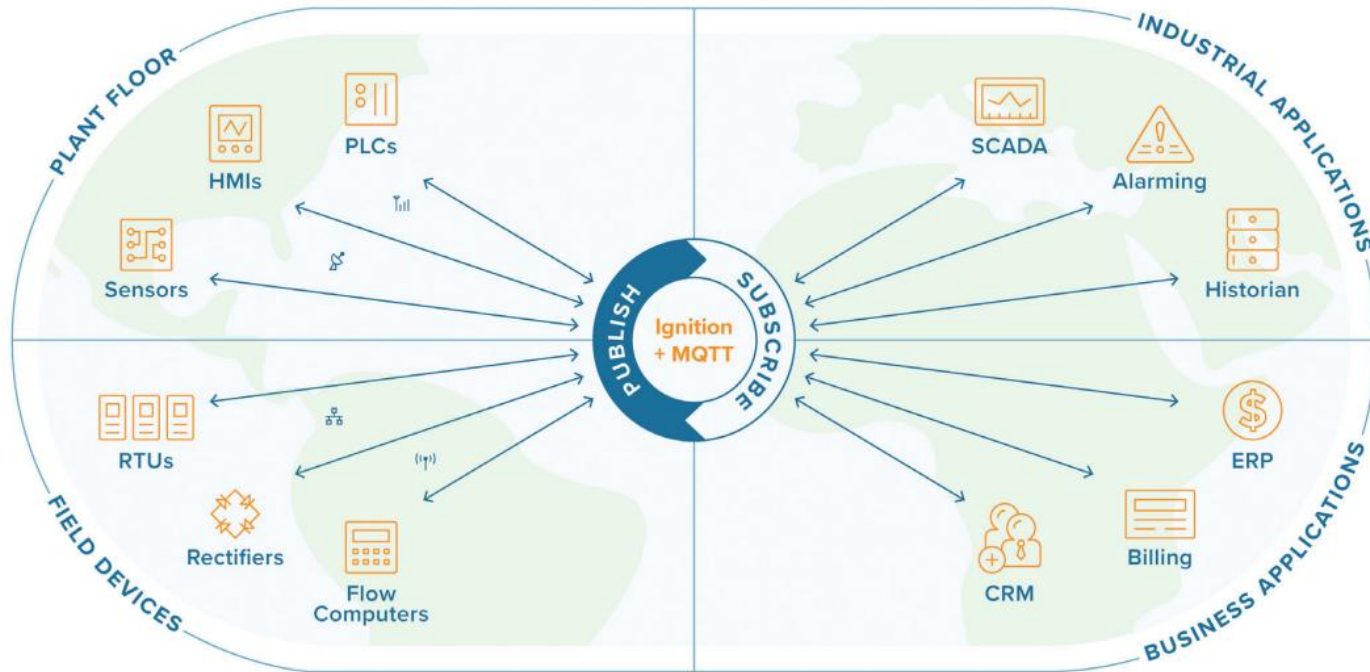 PLANT FLOOR
INDUSTRIAL APPLICATIONS
PLCs
HMIs
Sensors
SCADA
Alarming
Historian
PUBLISH
SUBSCRIBE
Ignition
+ MQTT
RTUs
Rectifiers
Flow
Computers
ERP
Billing
CRM
FIELD DEVICES
BUSINESS APPLICATIONS